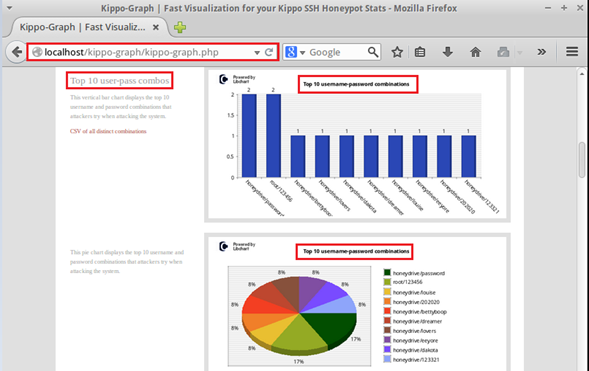 Kippo-Graph | Fast Visualization for your Kippo SSH Honeypot Stats - Mozilla Firefox
Kippo-Graph | Fast Visualiz...
localhost/kippo-graph/kippo-graph.php
Google
Top 10 user-pass combos
This vertical bar chart displays the top 10
username and password combinations that
attackers try when attacking the system.
CSV of all distinct combinations
Powered by
Libchart
Top 10 username-password combinations
2 2 1 1 1 1 1 1 1 1
2
1.5
1
0.5
0
honeydrive/password
root/123456
honeydrive/bettyboop
honeydrive/lovers
honeydrive/dakota
honeydrive/dreamer
honeydrive/louise
honeydrive/eeyore
honeydrive/202020
honeydrive/123321
This pie chart displays the top 10 username and
password combinations that attackers try when
attacking the system.
Powered by
Libchart
Top 10 username-password combinations
8%
8%
8%
8%
8%
8%
8%
8%
17%
17%
honeydrive/password
root/123456
honeydrive/louise
honeydrive/202020
honeydrive/bettyboop
honeydrive/dreamer
honeydrive/lovers
honeydrive/eeyore
honeydrive/dakota
honeydrive/123321